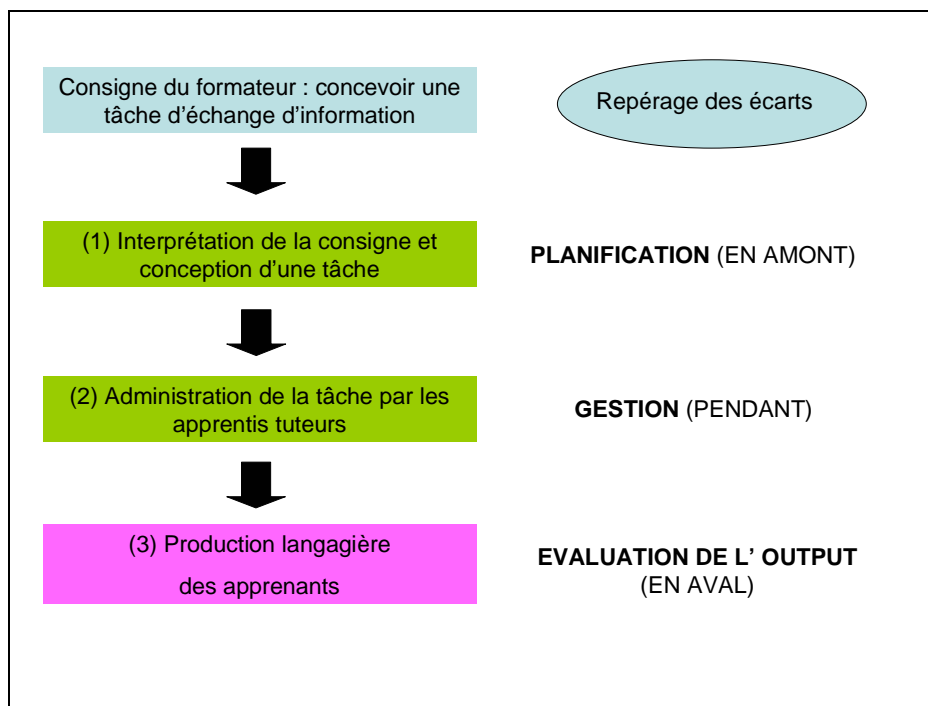 Consigne du formateur : concevoir une
tâche d'échange d'information
Repérage des écarts
(1) Interprétation de la consigne et
conception d'une tâche
PLANIFICATION (EN AMONT)
(2) Administration de la tâche par les
apprentis tuteurs
GESTION (PENDANT)
(3) Production langagière
des apprenants
EVALUATION DE L' OUTPUT
(EN AVAL)